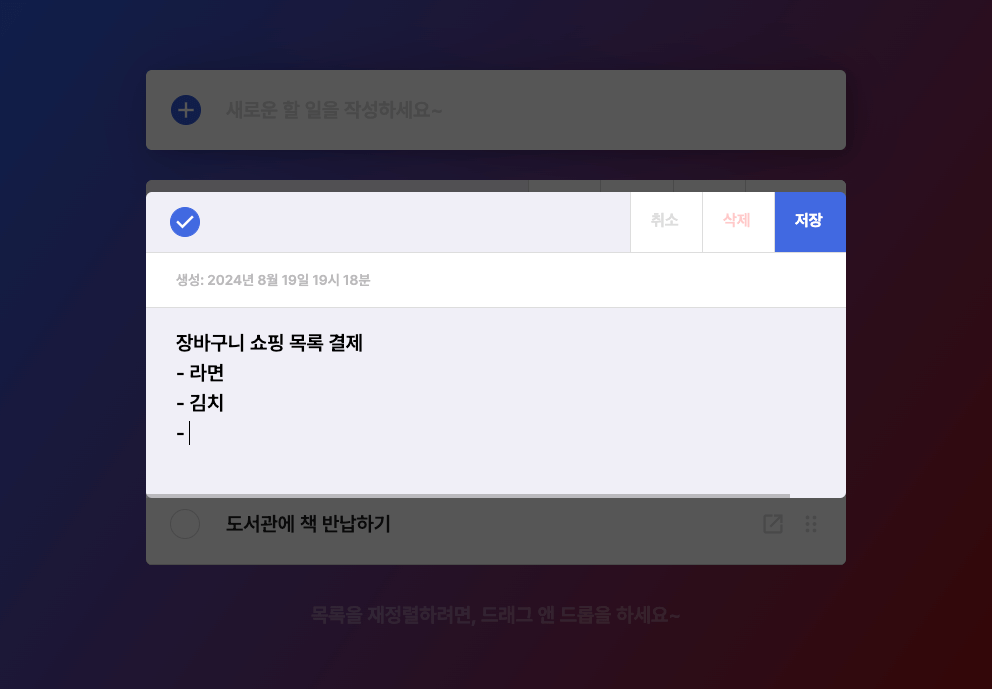 새로운 할 일을 작성하세요~
취소 삭제 저장
생성: 2024년 8월 19일 19시 18분
장바구니 쇼핑 목록 결제
- 라면
- 김치
-
도서관에 책 반납하기
목록을 재정렬하려면, 드래그 앤 드롭을 하세요~